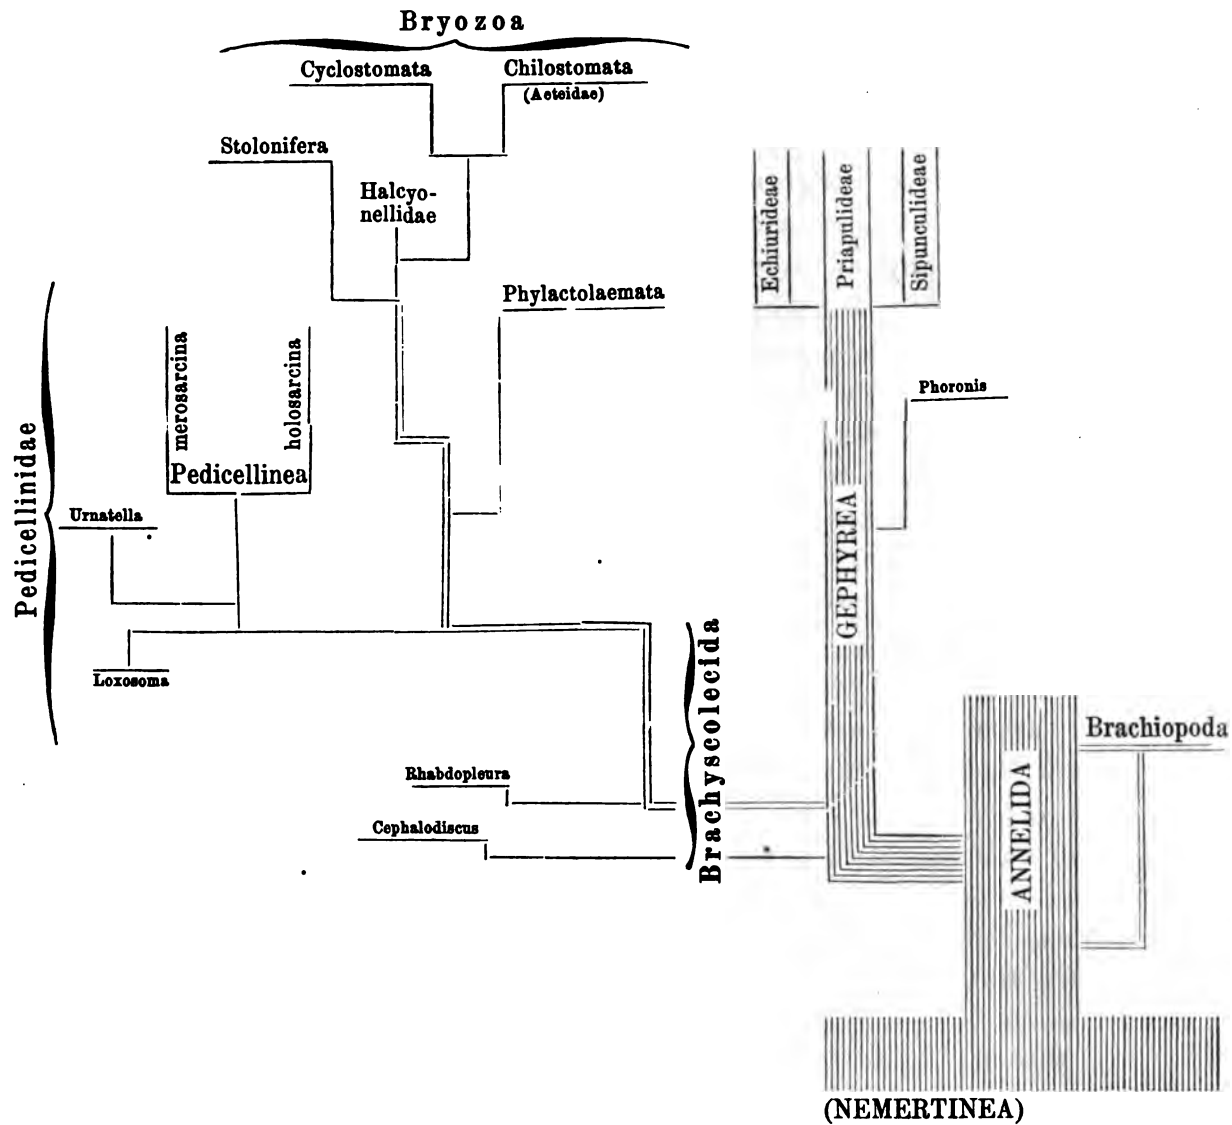 Bryozoa
Cyclostomata
Chilostomata
(Aeteidae)
Stolonifera
Halcyo-
nellidae
Echiurideae
Priapulideae
Sipunculideae
Phylactolaemata
Pedicellinidae
merosarcina
holosarcina
Pedicellinea
Phoronis
Urnatella
GEPHYREA
Loxosoma
Brachyscolecida
Brachiopoda
Rhabdopleura
Cephalodiscus
ANNELIDA
(NEMERTINEA)